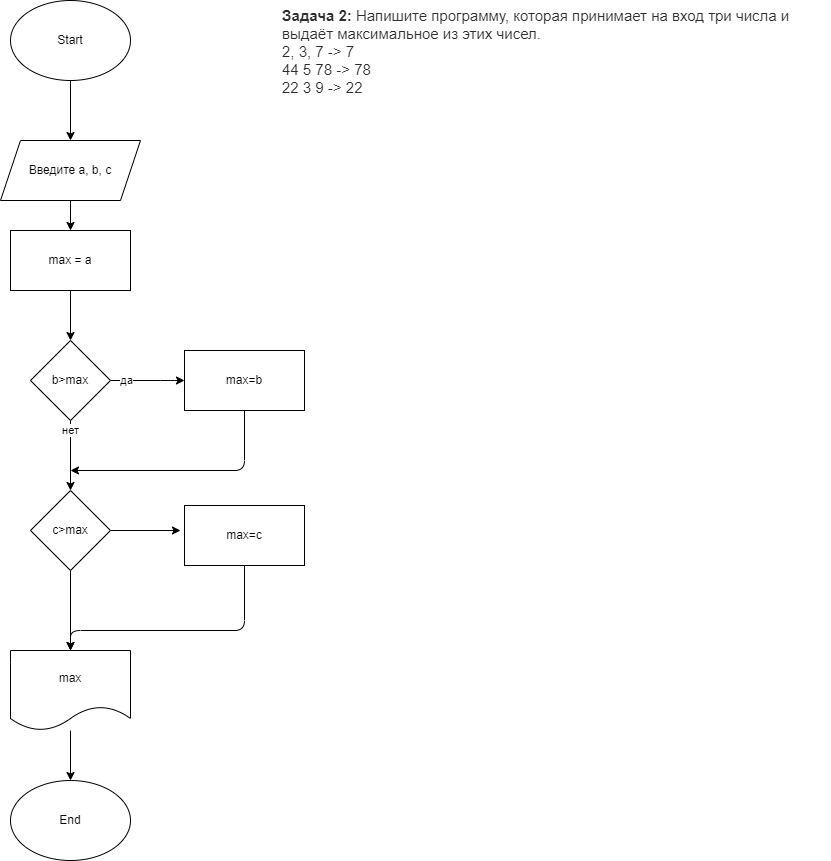 Start
Задача 2: Напишите программу, которая принимает на вход три числа и
выдаёт максимальное из этих чисел.
2, 3, 7 -> 7
44 5 78 -> 78
22 3 9 -> 22
Введите a, b, c
max = a
b>max
да
max=b
нет
c>max
max=c
max
End